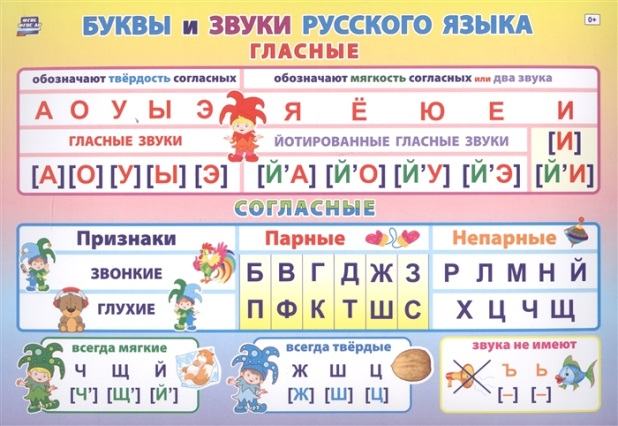 БУКВЫ и ЗВУКИ РУССКОГО ЯЗЫКА
0+
ГЛАСНЫЕ
обозначают твёрдость согласных
обозначают мягкость согласных или два звука
А О У Ы Э Я Ё Ю Е И
ГЛАСНЫЕ ЗВУКИ
ЙОТИРОВАННЫЕ ГЛАСНЫЕ ЗВУКИ
[И]
[А] [О] [У] [Ы] [Э] [Й'А] [Й'О] [Й'У] [Й'Э] [Й'И]
СОГЛАСНЫЕ
Признаки Парные Непарные
ЗВОНКИЕ Б В Г Д Ж З Р Л М Н Й
ГЛУХИЕ П Ф К Т Ш С Х Ц Ч Щ
всегда мягкие
Ч Щ Й
[Ч'] [Щ'] [Й']
всегда твёрдые
Ж Ш Ц
[Ж] [Ш] [Ц]
звука не имеют
Ъ Ь
[–] [–]